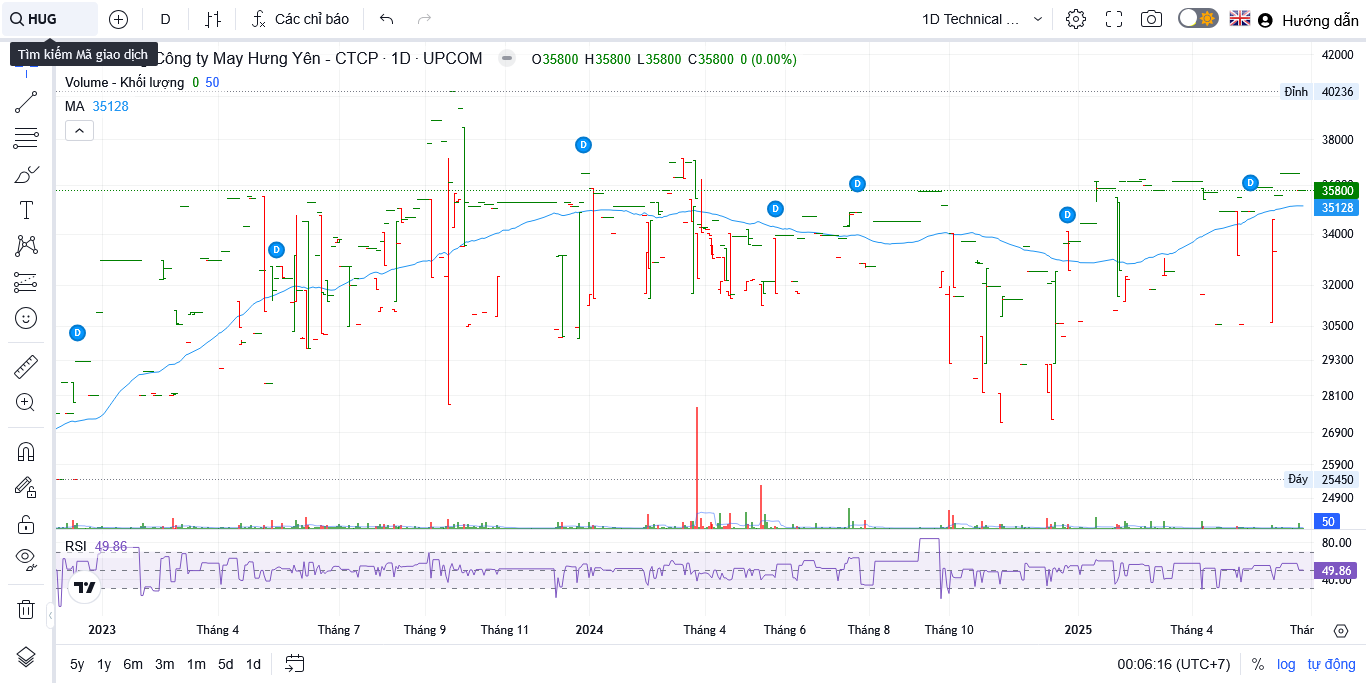 HUG
D
Các chỉ báo
1D Technical ...
Hướng dẫn
Tìm kiếm Mã giao dịch
Công ty May Hưng Yên - CTCP · 1D · UPCOM
O35800 H35800 L35800 C35800 0 (0.00%)
Volume - Khối lượng 0 50
MA 35128
42000
Đỉnh 40236
38000
35800
35128
34000
32000
30500
29300
28100
26900
25900
Đáy 25450
24900
50
D
D
D
D
D
D
D
RSI 49.86
80.00
49.86
40.00
2023
Tháng 4
Tháng 7
Tháng 9
Tháng 11
2024
Tháng 4
Tháng 6
Tháng 8
Tháng 10
2025
Tháng 4
Thár
5y 1y 6m 3m 1m 5d 1d
00:06:16 (UTC+7)
% log tự động